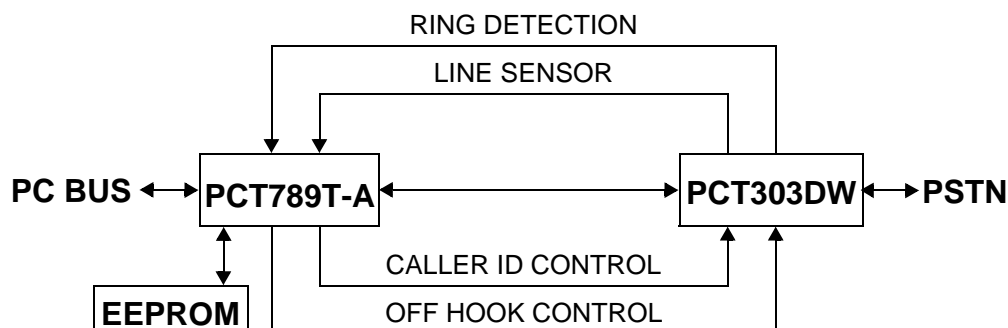 RING DETECTION
LINE SENSOR
PC BUS
PCT789T-A
PCT303DW
PSTN
CALLER ID CONTROL
EEPROM
OFF HOOK CONTROL